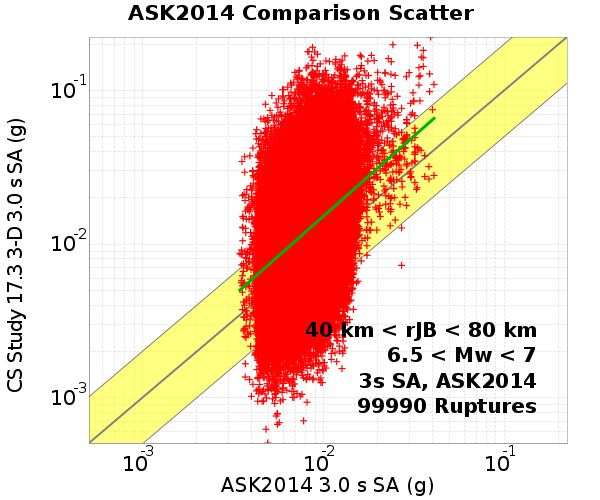 ASK2014 Comparison Scatter
CS Study 17.3 3-D 3.0 s SA (g)
10-1
10-2
10-3
40 km < rJB < 80 km
6.5 < Mw < 7
3s SA, ASK2014
99990 Ruptures
10-3 10-2 10-1
ASK2014 3.0 s SA (g)